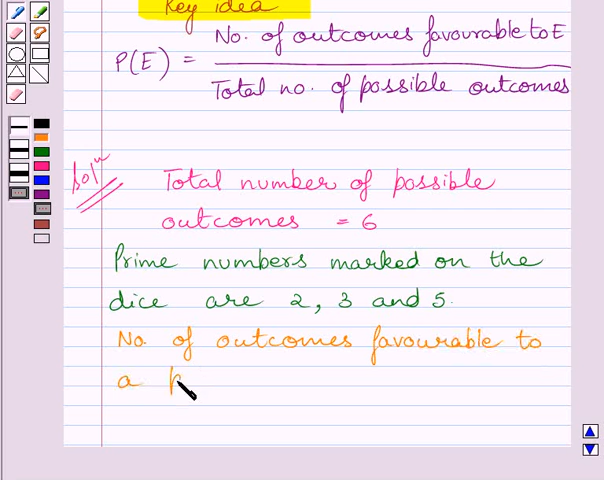 Key idea
P(E) = No. of outcomes favourable to E
Total no. of possible outcomes
Solⁿ Total number of possible
outcomes = 6
Prime numbers marked on the
dice are 2, 3 and 5.
No. of outcomes favourable to
a p